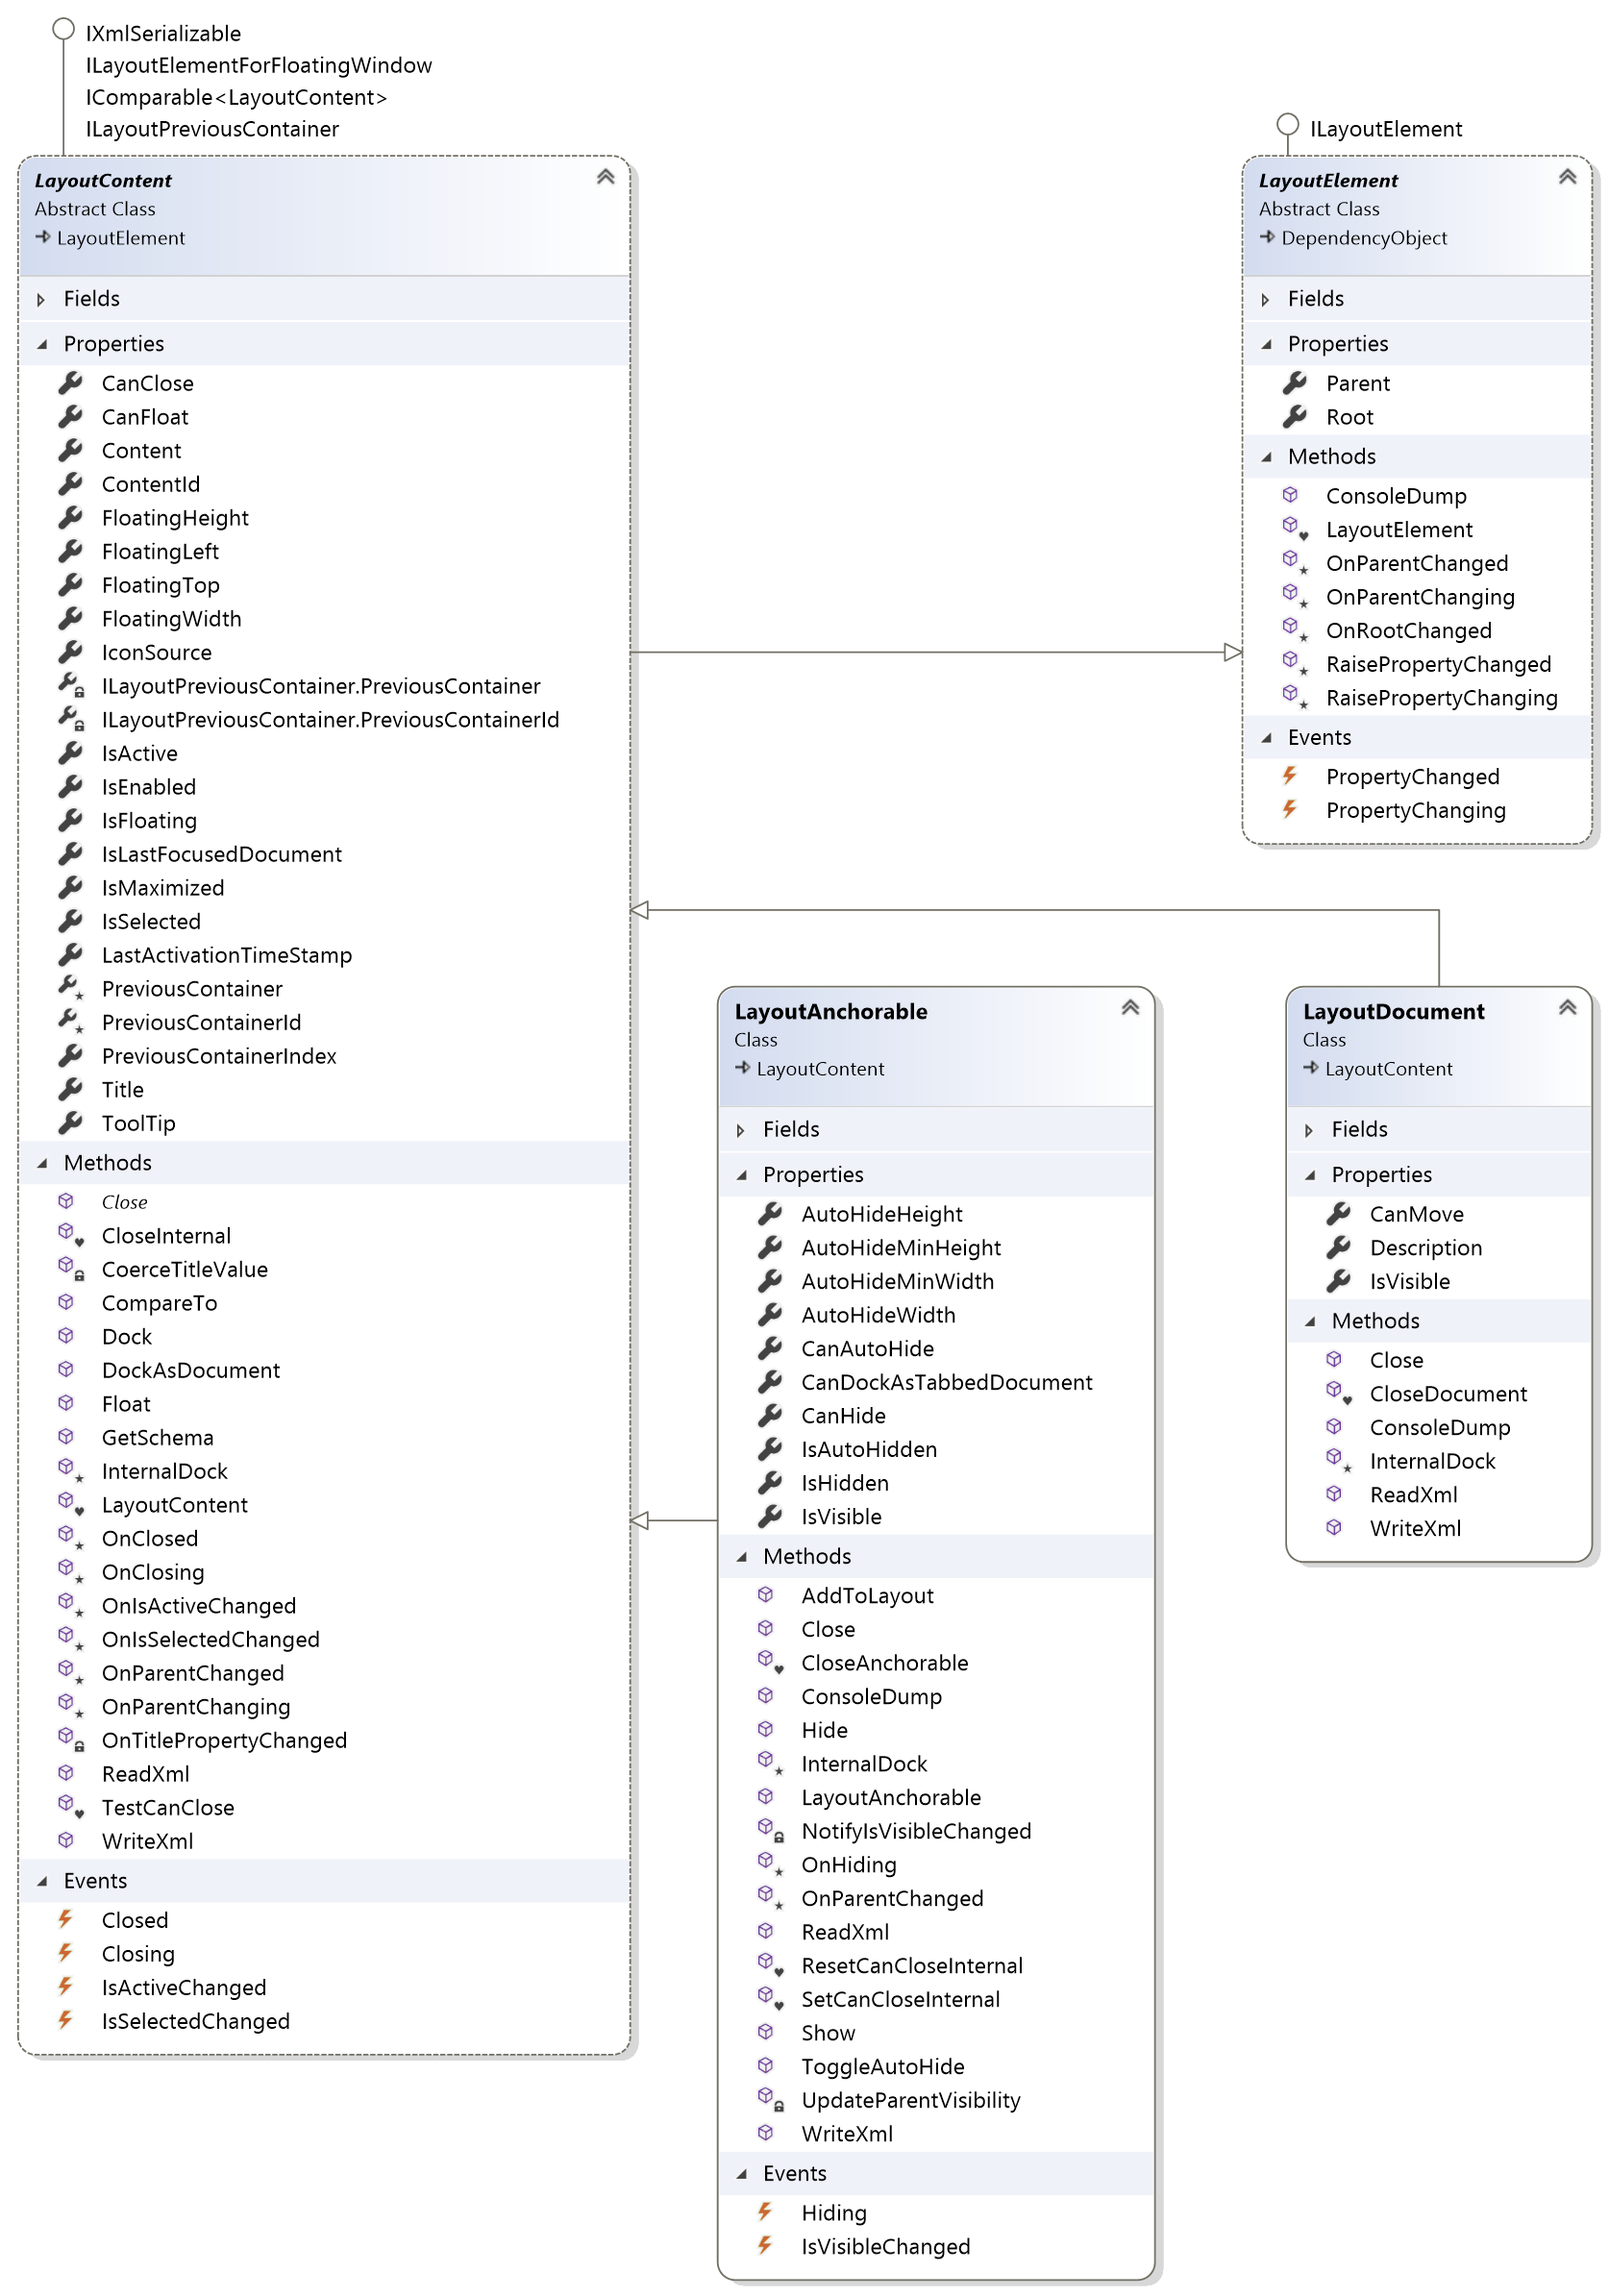 IXmlSerializable
ILayoutElementForFloatingWindow
IComparable<LayoutContent>
ILayoutPreviousContainer
LayoutContent
Abstract Class
LayoutElement
Fields
Properties
CanClose
CanFloat
Content
ContentId
FloatingHeight
FloatingLeft
FloatingTop
FloatingWidth
IconSource
ILayoutPreviousContainer.PreviousContainer
ILayoutPreviousContainer.PreviousContainerId
IsActive
IsEnabled
IsFloating
IsLastFocusedDocument
IsMaximized
IsSelected
LastActivationTimeStamp
PreviousContainer
PreviousContainerId
PreviousContainerIndex
Title
ToolTip
Methods
Close
CloseInternal
CoerceTitleValue
CompareTo
Dock
DockAsDocument
Float
GetSchema
InternalDock
LayoutContent
OnClosed
OnClosing
OnIsActiveChanged
OnIsSelectedChanged
OnParentChanged
OnParentChanging
OnTitlePropertyChanged
ReadXml
TestCanClose
WriteXml
Events
Closed
Closing
IsActiveChanged
IsSelectedChanged
ILayoutElement
LayoutElement
Abstract Class
DependencyObject
Fields
Properties
Parent
Root
Methods
ConsoleDump
LayoutElement
OnParentChanged
OnParentChanging
OnRootChanged
RaisePropertyChanged
RaisePropertyChanging
Events
PropertyChanged
PropertyChanging
LayoutAnchorable
Class
LayoutContent
Fields
Properties
AutoHideHeight
AutoHideMinHeight
AutoHideMinWidth
AutoHideWidth
CanAutoHide
CanDockAsTabbedDocument
CanHide
IsAutoHidden
IsHidden
IsVisible
Methods
AddToLayout
Close
CloseAnchorable
ConsoleDump
Hide
InternalDock
LayoutAnchorable
NotifyIsVisibleChanged
OnHiding
OnParentChanged
ReadXml
ResetCanCloseInternal
SetCanCloseInternal
Show
ToggleAutoHide
UpdateParentVisibility
WriteXml
Events
Hiding
IsVisibleChanged
LayoutDocument
Class
LayoutContent
Fields
Properties
CanMove
Description
IsVisible
Methods
Close
CloseDocument
ConsoleDump
InternalDock
ReadXml
WriteXml